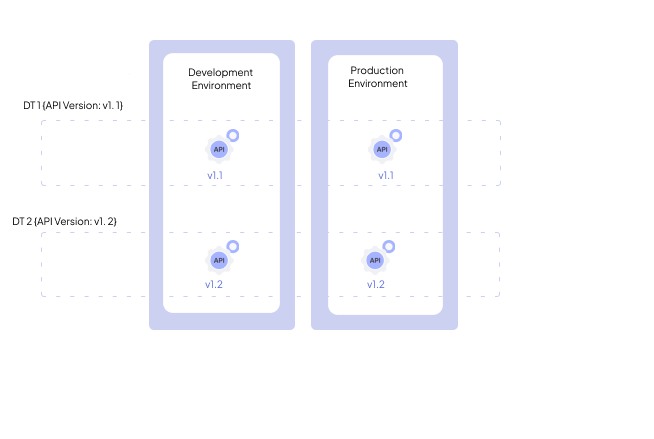 Development
Environment
Production
Environment
DT 1 (API Version: v1. 1)
API
API
v1.1
v1.1
DT 2 (API Version: v1. 2)
API
API
v1.2
v1.2